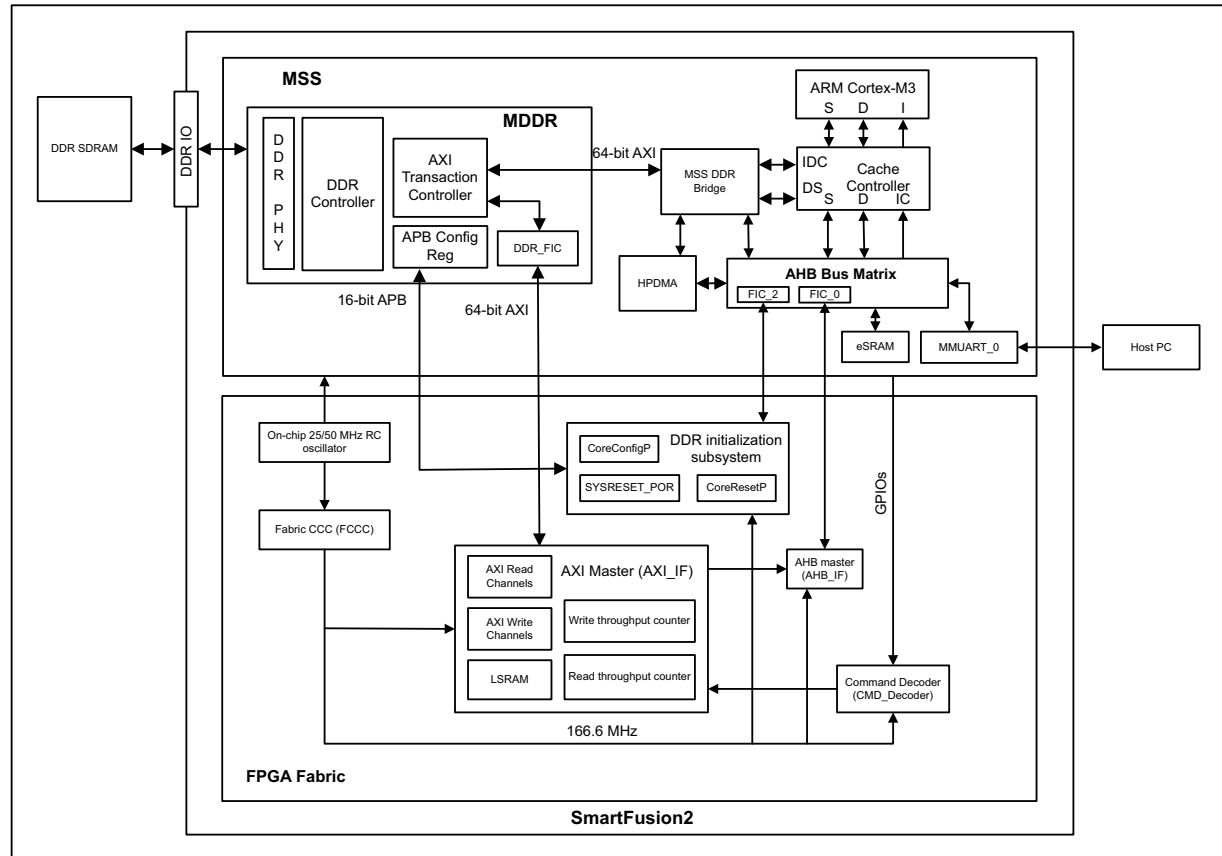 MSS
ARM Cortex-M3
S D I
MDDR
DDR SDRAM
DDR IO
D
D
R
P
H
Y
DDR
Controller
AXI
Transaction
Controller
64-bit AXI
MSS DDR
Bridge
IDC
Cache
Controller
DS
S D IC
APB Config
Reg
DDR_FIC
HPDMA
AHB Bus Matrix
FIC_2
FIC_0
16-bit APB
64-bit AXI
eSRAM
MMUART_0
Host PC
On-chip 25/50 MHz RC
oscillator
CoreConfigP
DDR initialization
subsystem
SYSRESET_POR
CoreResetP
GPIOs
Fabric CCC (FCCC)
AXI Read
Channels
AXI Master (AXI_IF)
AHB master
(AHB_IF)
AXI Write
Channels
Write throughput counter
LSRAM
Read throughput counter
Command Decoder
(CMD_Decoder)
166.6 MHz
FPGA Fabric
SmartFusion2